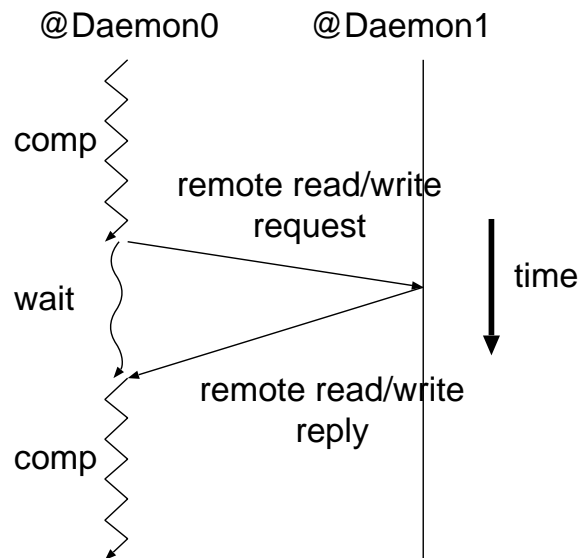 @Daemon0 @Daemon1
comp
remote read/write
request
time
wait
remote read/write
reply
comp